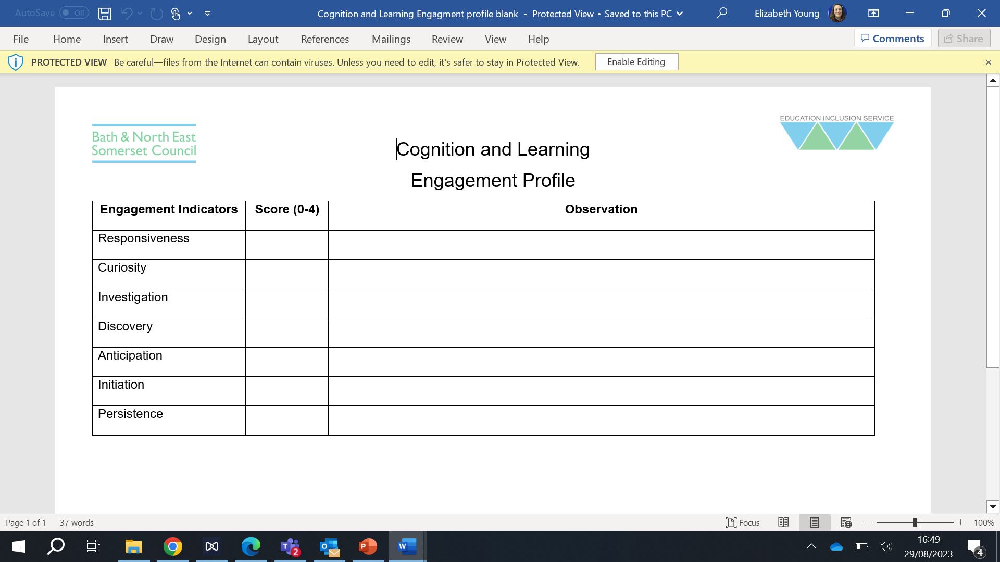 AutoSave Off
Cognition and Learning Engagment profile blank - Protected View • Saved to this PC
Elizabeth Young
File Home Insert Draw Design Layout References Mailings Review View Help
Comments
Share
PROTECTED VIEW Be careful—files from the Internet can contain viruses. Unless you need to edit, it's safer to stay in Protected View.
Enable Editing
Bath & North East
Somerset Council
EDUCATION INCLUSION SERVICE
Cognition and Learning
Engagement Profile
Engagement Indicators Score (0-4) Observation
Responsiveness
Curiosity
Investigation
Discovery
Anticipation
Initiation
Persistence
Page 1 of 1 37 words
Focus
100%
T 2
O
P
W
16:49
29/08/2023
4